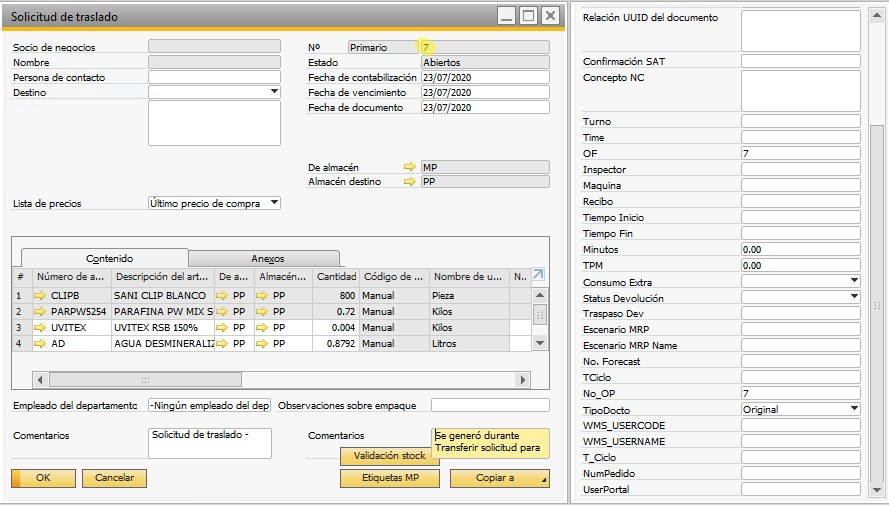 Solicitud de traslado
Socio de negocios
Nombre
Persona de contacto
Destino
Nº Primario 7
Estado Abiertos
Fecha de contabilización 23/07/2020
Fecha de vencimiento 23/07/2020
Fecha de documento 23/07/2020
De almacén MP
Almacén destino PP
Lista de precios Último precio de compra
Contenido Anexos
# Número de a... Descripción del art... De a... Almacén... Cantidad Código de ... Nombre de u... N..
1 CLIPB SANI CLIP BLANCO PP PP 800 Manual Pieza
2 PARPW5254 PARAFINA PW MIX S PP PP 0.72 Manual Kilos
3 UVITEX UVITEX RSB 150% PP PP 0.004 Manual Kilos
4 AD AGUA DESMINERALIZ PP PP 0.8792 Manual Litros
Empleado del departamento -Ningún empleado del dep Observaciones sobre empaque
Comentarios Solicitud de traslado -
Comentarios Se generó durante
Transferir solicitud para
Validación stock
OK Cancelar Etiquetas MP Copiar a
Relación UUID del documento
Confirmación SAT
Concepto NC
Turno
Time
OF 7
Inspector
Maquina
Recibo
Tiempo Inicio
Tiempo Fin
Minutos 0.00
TPM 0.00
Consumo Extra
Status Devolución
Traspaso Dev
Escenario MRP
Escenario MRP Name
No. Forecast
TCiclo
No_OP 7
TipoDocto Original
WMS_USERCODE
WMS_USERNAME
T_Ciclo
NumPedido
UserPortal